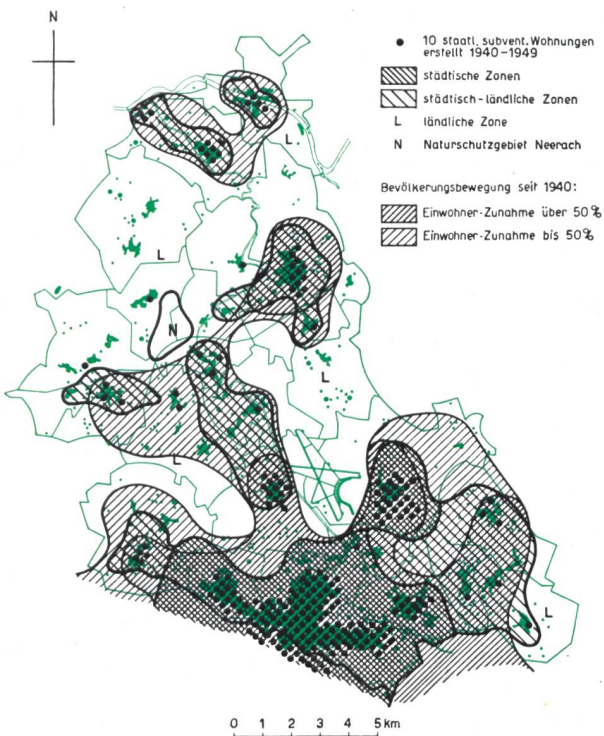 N
● 10 staatl. subvent. Wohnungen
erstellt 1940-1949
städtische Zonen
städtisch-ländliche Zonen
L ländliche Zone
N Naturschutzgebiet Neerach
Bevölkerungsbewegung seit 1940:
Einwohner-Zunahme über 50%
Einwohner-Zunahme bis 50%
L
L
N
L
L
L
0 1 2 3 4 5 km